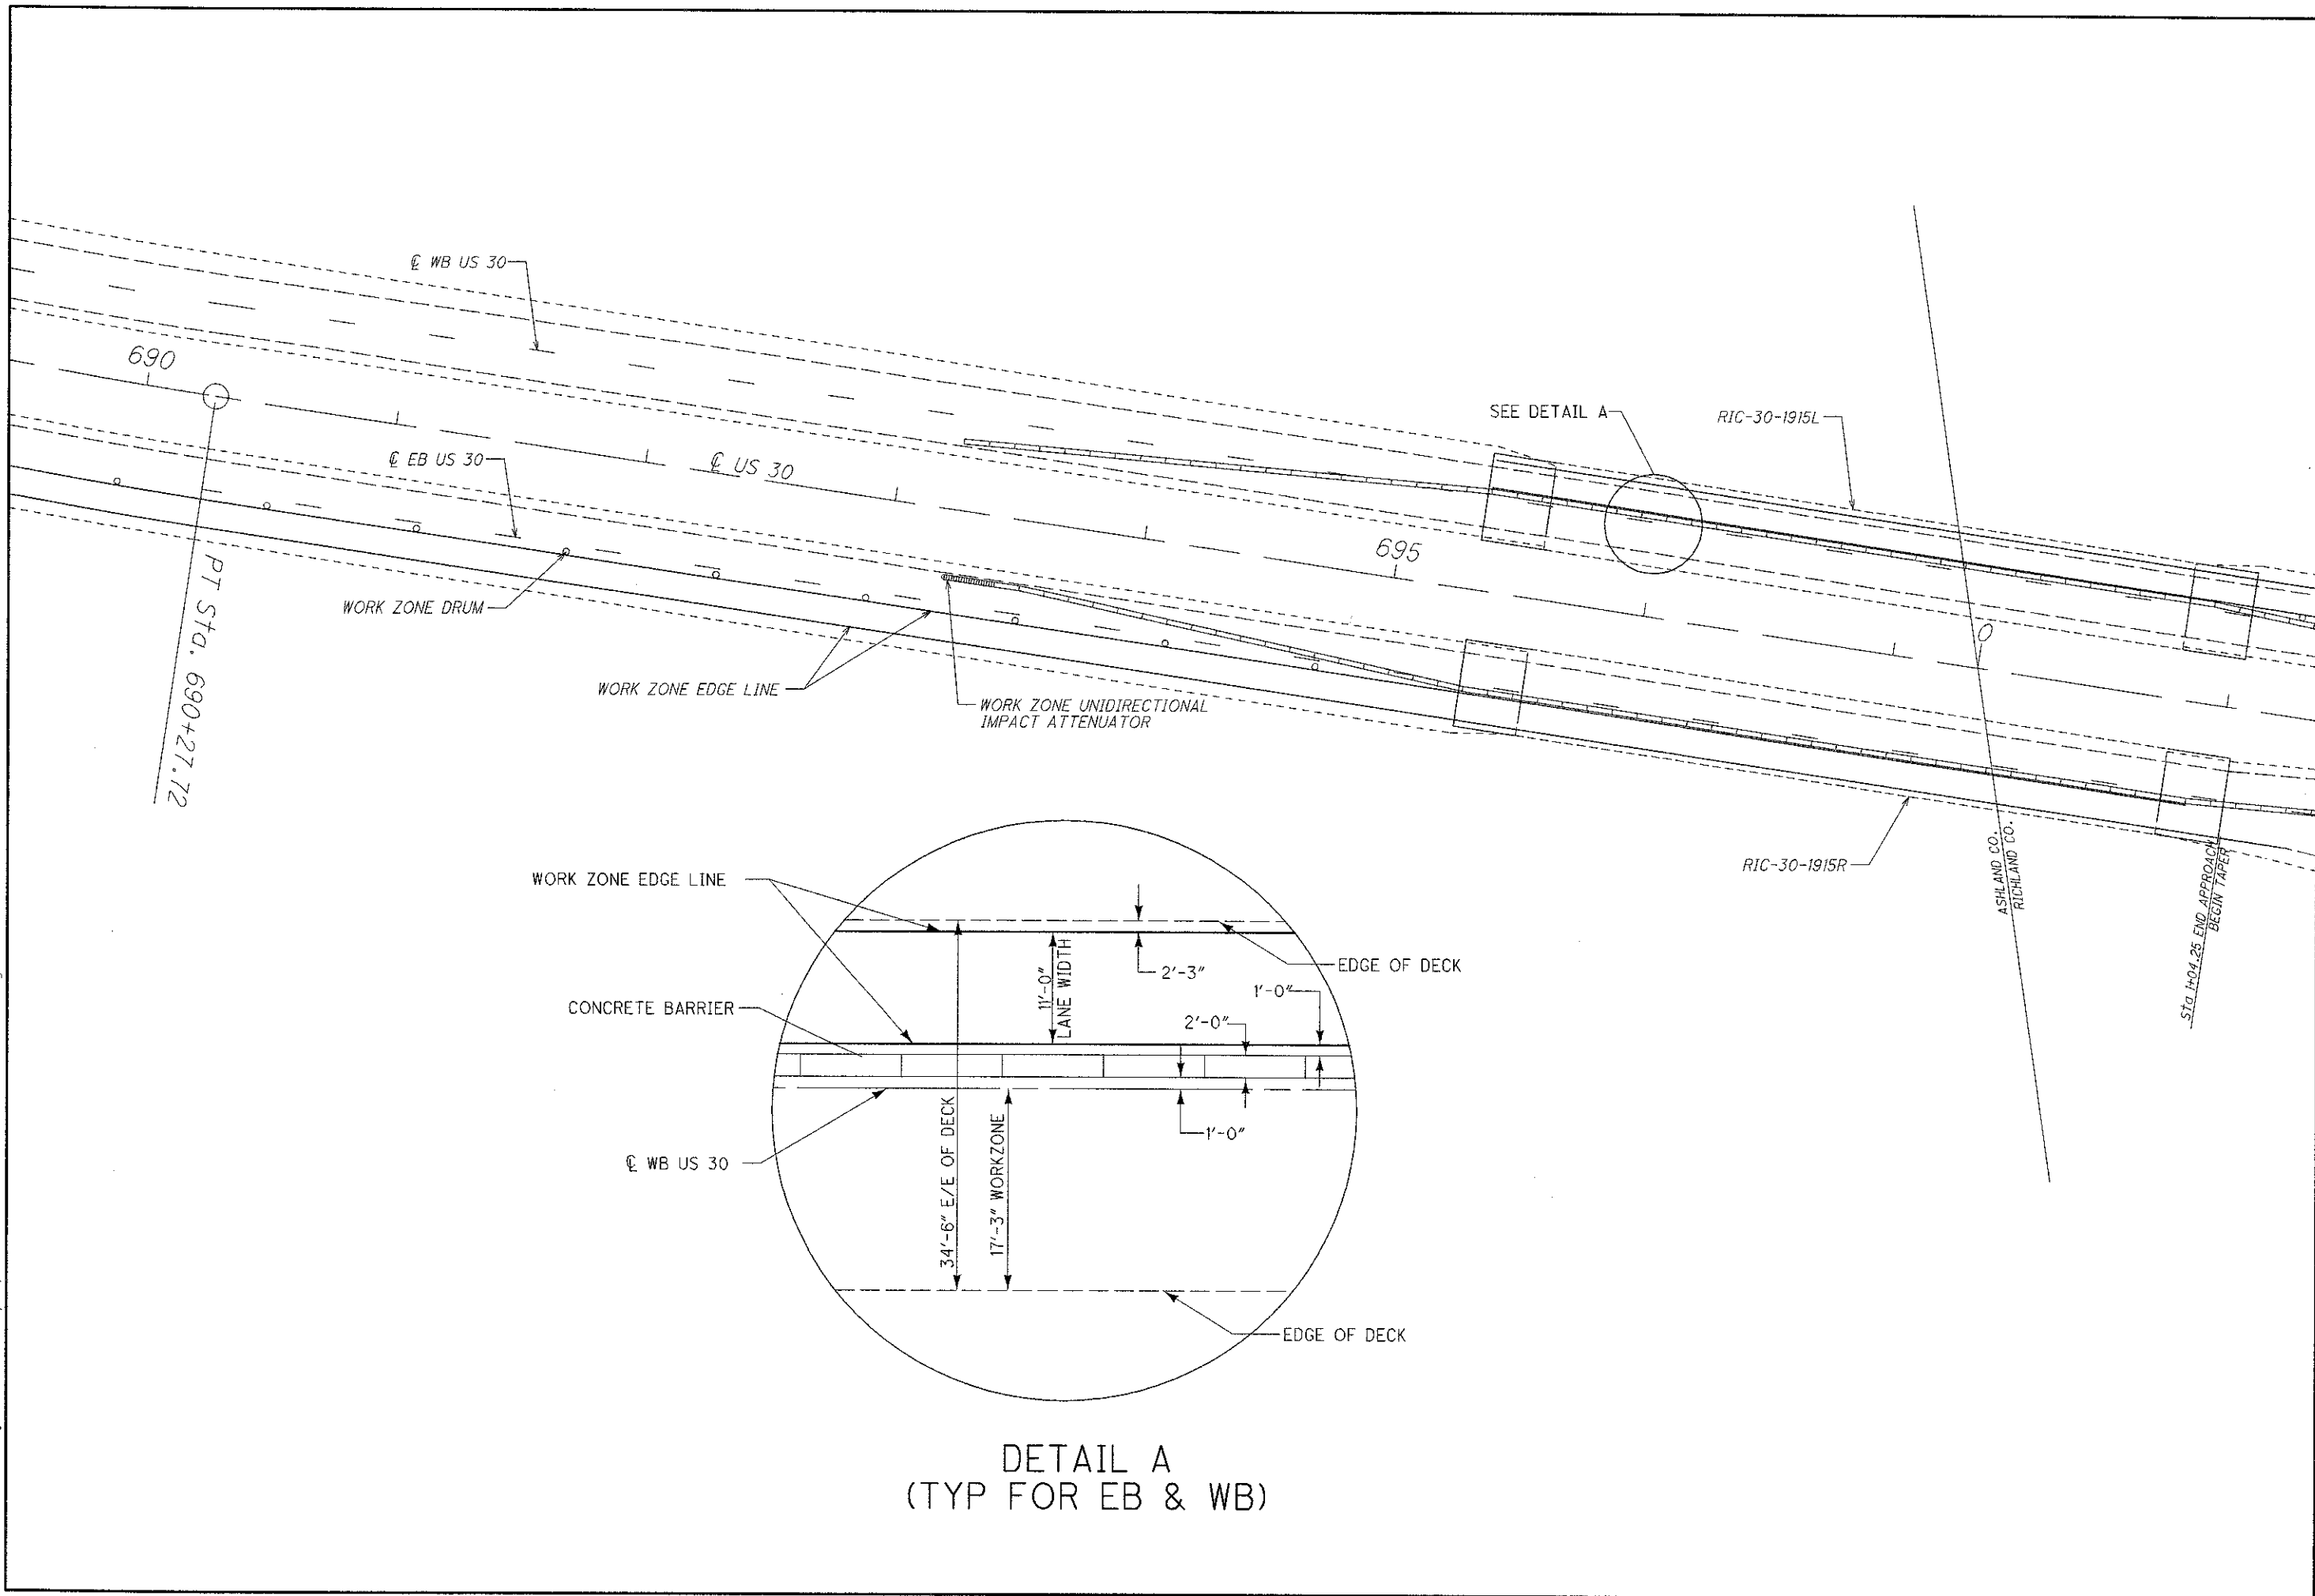 ℄ WB US 30
690
SEE DETAIL A
RIC-30-1915L
℄ EB US 30
℄ US 30
695
PT Sta. 690+27.72
WORK ZONE DRUM
0
WORK ZONE EDGE LINE
WORK ZONE UNIDIRECTIONAL
IMPACT ATTENUATOR
RIC-30-1915R
ASHLAND CO.
RICHLAND CO.
Sta 1+04.25 END APPROACH
BEGIN TAPER
WORK ZONE EDGE LINE
11'-0"
LANE WIDTH
2'-3"
EDGE OF DECK
CONCRETE BARRIER
1'-0"
2'-0"
34'-6" E/E OF DECK
17'-3" WORKZONE
1'-0"
℄ WB US 30
EDGE OF DECK
DETAIL A
(TYP FOR EB & WB)